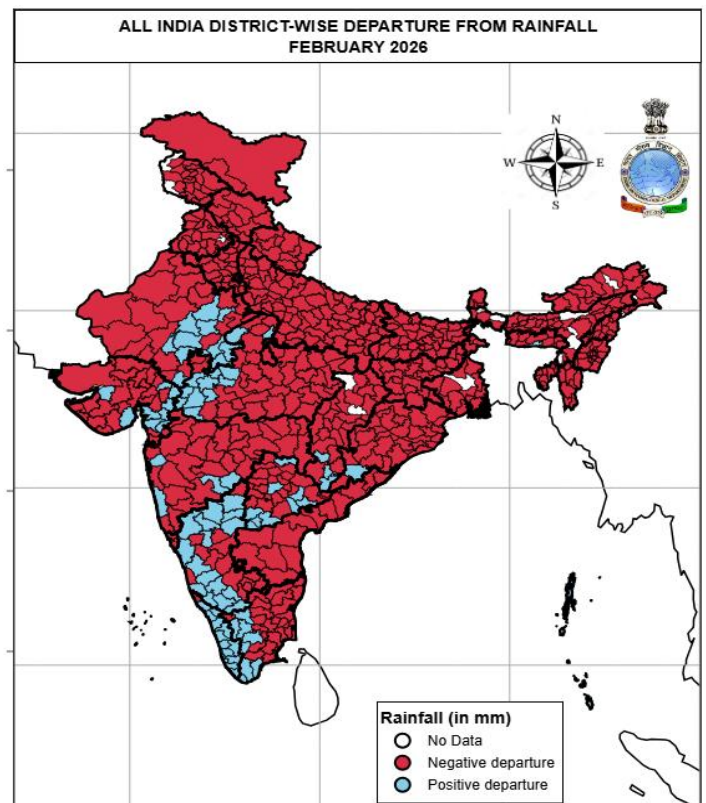 ALL INDIA DISTRICT-WISE DEPARTURE FROM RAINFALL
FEBRUARY 2026
N
W E
S
Rainfall (in mm)
No Data
Negative departure
Positive departure